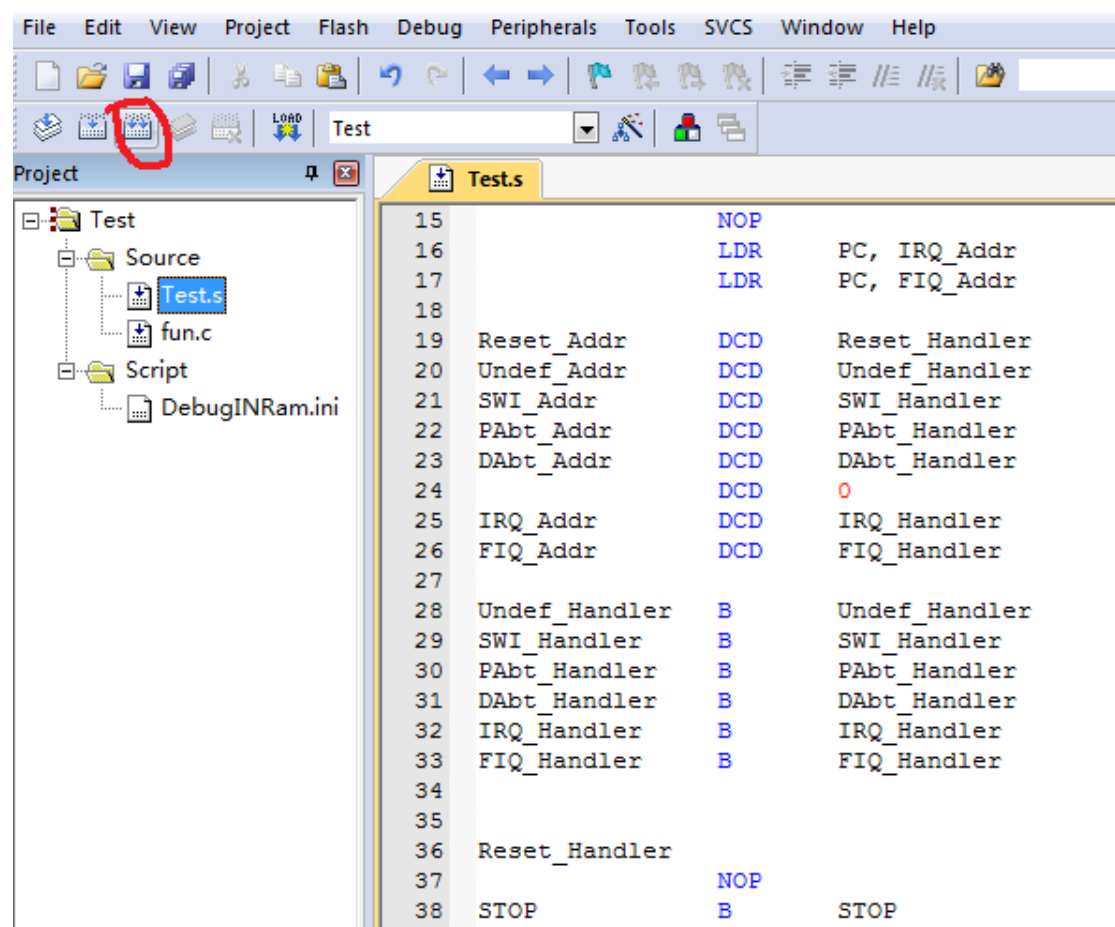 File Edit View Project Flash Debug Peripherals Tools SVCS Window Help
LOAD Test
Project
Test.s
Test
Source
Test.s
fun.c
Script
DebugINRam.ini
15 NOP
16 LDR PC, IRQ_Addr
17 LDR PC, FIQ_Addr
18
19 Reset_Addr DCD Reset_Handler
20 Undef_Addr DCD Undef_Handler
21 SWI_Addr DCD SWI_Handler
22 PAbt_Addr DCD PAbt_Handler
23 DAbt_Addr DCD DAbt_Handler
24 DCD 0
25 IRQ_Addr DCD IRQ_Handler
26 FIQ_Addr DCD FIQ_Handler
27
28 Undef_Handler B Undef_Handler
29 SWI_Handler B SWI_Handler
30 PAbt_Handler B PAbt_Handler
31 DAbt_Handler B DAbt_Handler
32 IRQ_Handler B IRQ_Handler
33 FIQ_Handler B FIQ_Handler
34
35
36 Reset_Handler
37 NOP
38 STOP B STOP